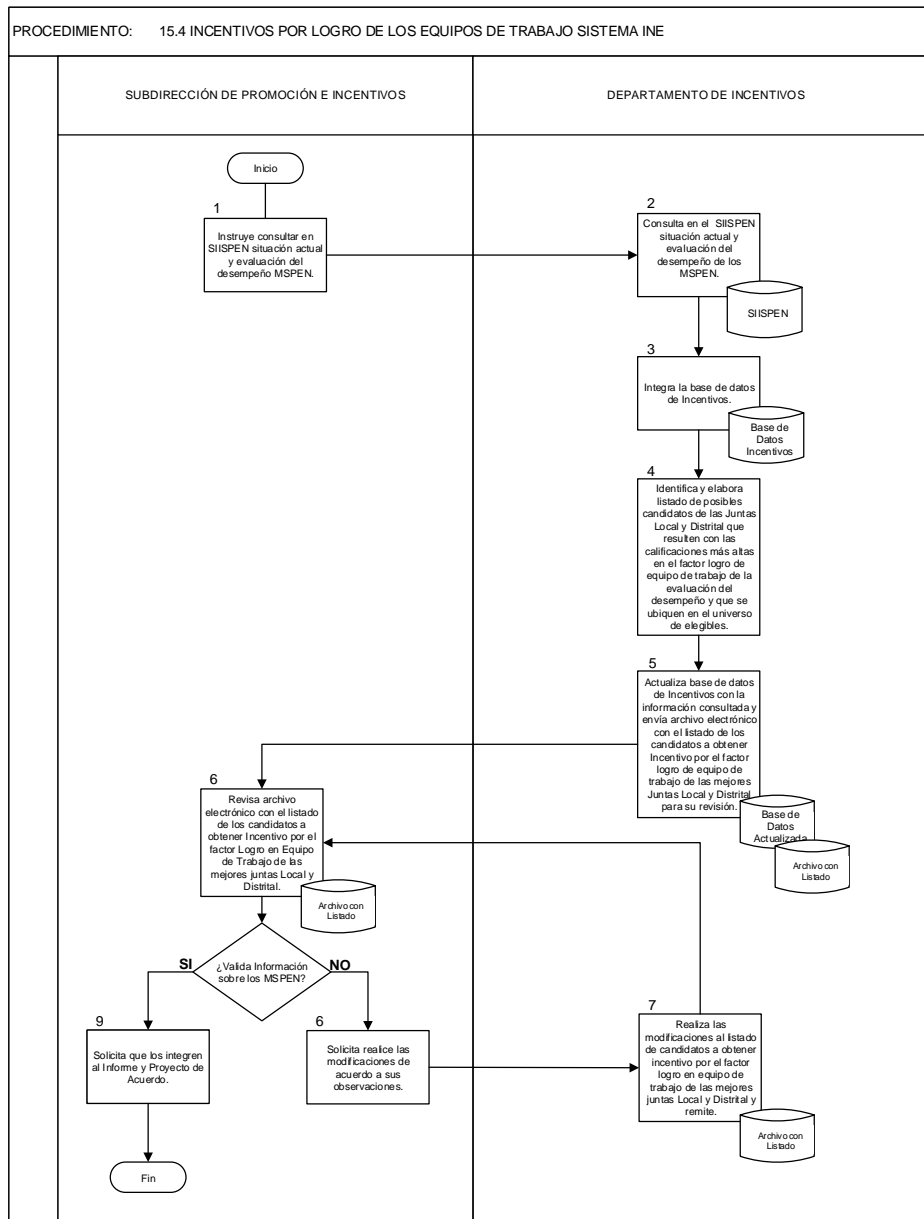 PROCEDIMIENTO: 15.4 INCENTIVOS POR LOGRO DE LOS EQUIPOS DE TRABAJO SISTEMA INE
SUBDIRECCIÓN DE PROMOCIÓN E INCENTIVOS
DEPARTAMENTO DE INCENTIVOS
Inicio
1
Instruye consultar en
SIISPEN situación actual
y evaluación del
desempeño MSPEN.
2
Consulta en el SIISPEN
situación actual y
evaluación del
desempeño de los
MSPEN.
SIISPEN
3
Integra la base de datos
de Incentivos.
Base de
Datos
Incentivos
4
Identifica y elabora
listado de posibles
candidatos de las Juntas
Local y Distrital que
resulten con las
calificaciones más altas
en el factor logro de
equipo de trabajo de la
evaluación del
desempeño y que se
ubiquen en el universo
de elegibles.
5
Actualiza base de datos
de Incentivos con la
información consultada y
envía archivo electrónico
con el listado de los
candidatos a obtener
Incentivo por el factor
logro de equipo de
trabajo de las mejores
Juntas Local y Distrital
para su revisión.
Base de
Datos
Actualizada
Archivo con
Listado
6
Revisa archivo
electrónico con el listado
de los candidatos a
obtener Incentivo por el
factor Logro en Equipo
de Trabajo de las
mejores juntas Local y
Distrital.
Archivo con
Listado
¿Valida Información
sobre los MSPEN?
SI
NO
9
Solicita que los integren
al Informe y Proyecto de
Acuerdo.
6
Solicita realice las
modificaciones de
acuerdo a sus
observaciones.
7
Realiza las
modificaciones al listado
de candidatos a obtener
incentivo por el factor
logro en equipo de
trabajo de las mejores
juntas Local y Distrital y
remite.
Archivo con
Listado
Fin